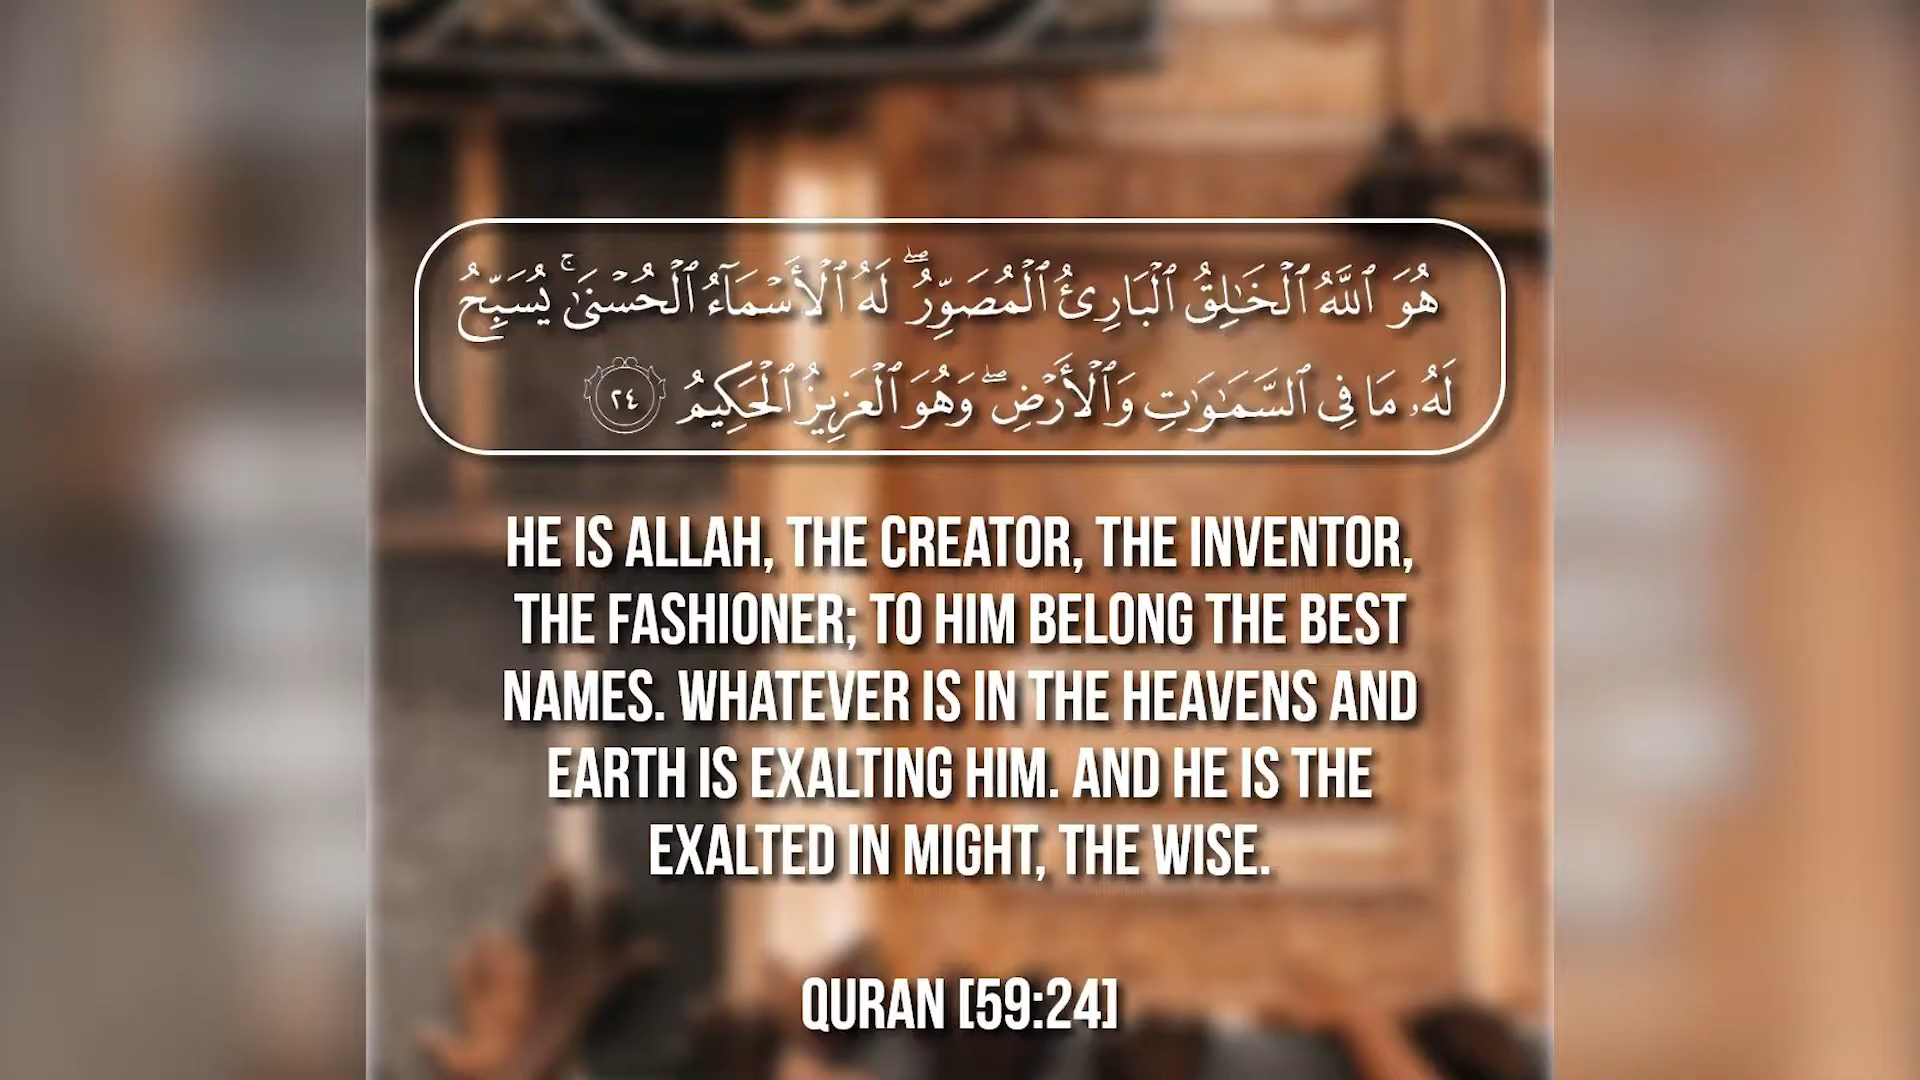 هُوَ ٱللَّهُ ٱلْخَـٰلِقُ ٱلْبَارِئُ ٱلْمُصَوِّرُ ۖ لَهُ ٱلْأَسْمَآءُ ٱلْحُسْنَىٰ ۚ يُسَبِّحُ
لَهُۥ مَا فِى ٱلسَّمَـٰوَٰتِ وَٱلْأَرْضِ ۖ وَهُوَ ٱلْعَزِيزُ ٱلْحَكِيمُ ٢٤
HE IS ALLAH, THE CREATOR, THE INVENTOR,
THE FASHIONER; TO HIM BELONG THE BEST
NAMES. WHATEVER IS IN THE HEAVENS AND
EARTH IS EXALTING HIM. AND HE IS THE
EXALTED IN MIGHT, THE WISE.
QURAN [59:24]